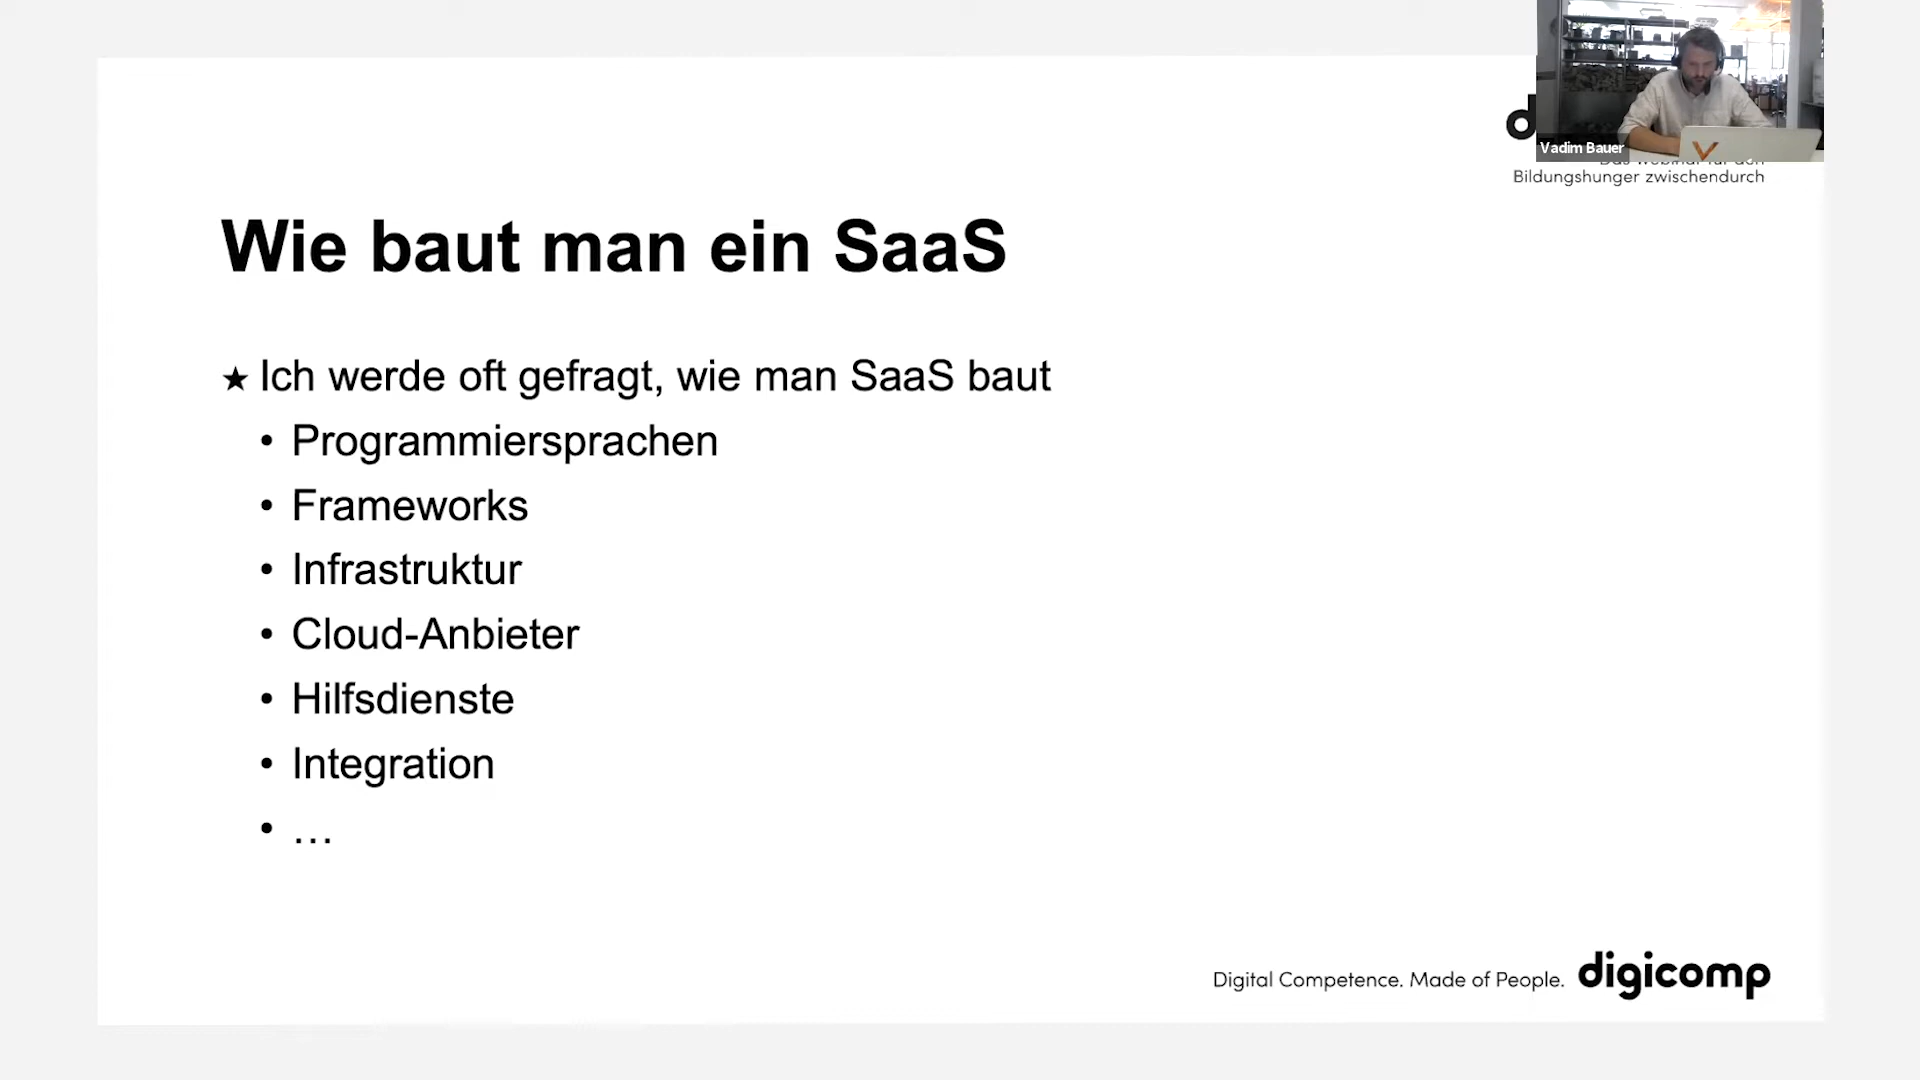 Vadim Bauer
Bildungshunger zwischendurch
Wie baut man ein SaaS
★ Ich werde oft gefragt, wie man SaaS baut
• Programmiersprachen
• Frameworks
• Infrastruktur
• Cloud-Anbieter
• Hilfsdienste
• Integration
• …
Digital Competence. Made of People. digicomp